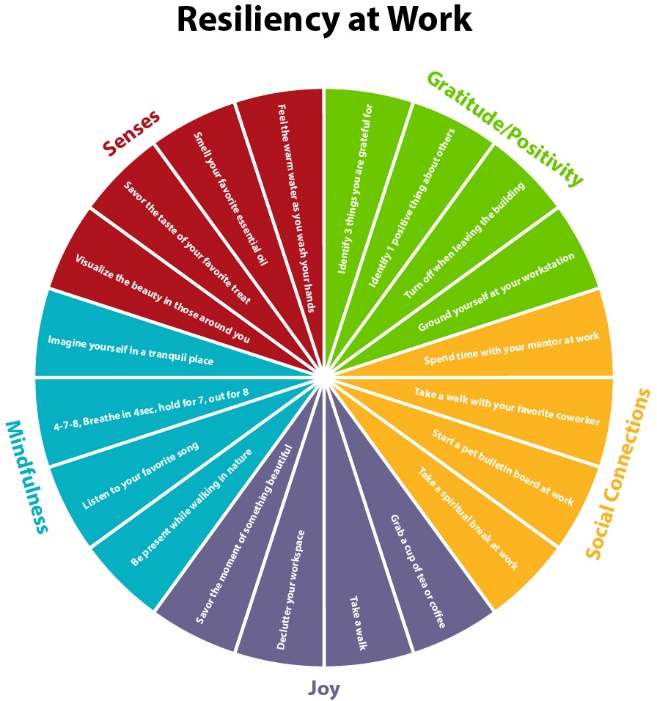 Resiliency at Work
Gratitude/Positivity
Identify 3 things you are grateful for
Identify 1 positive thing about others
Turn off when leaving the building
Ground yourself at your workstation
Social Connections
Spend time with your mentor at work
Take a walk with your favorite coworker
Start a pet bulletin board at work
Take a spiritual break at work
Joy
Grab a cup of tea or coffee
Take a walk
Declutter your workspace
Savor the moment of something beautiful
Mindfulness
Be present while walking in nature
Listen to your favorite song
4-7-8, Breathe in 4sec, hold for 7, out for 8
Imagine yourself in a tranquil place
Senses
Visualize the beauty in those around you
Savor the taste of your favorite treat
Smell your favorite essential oil
Feel the warm water as you wash your hands